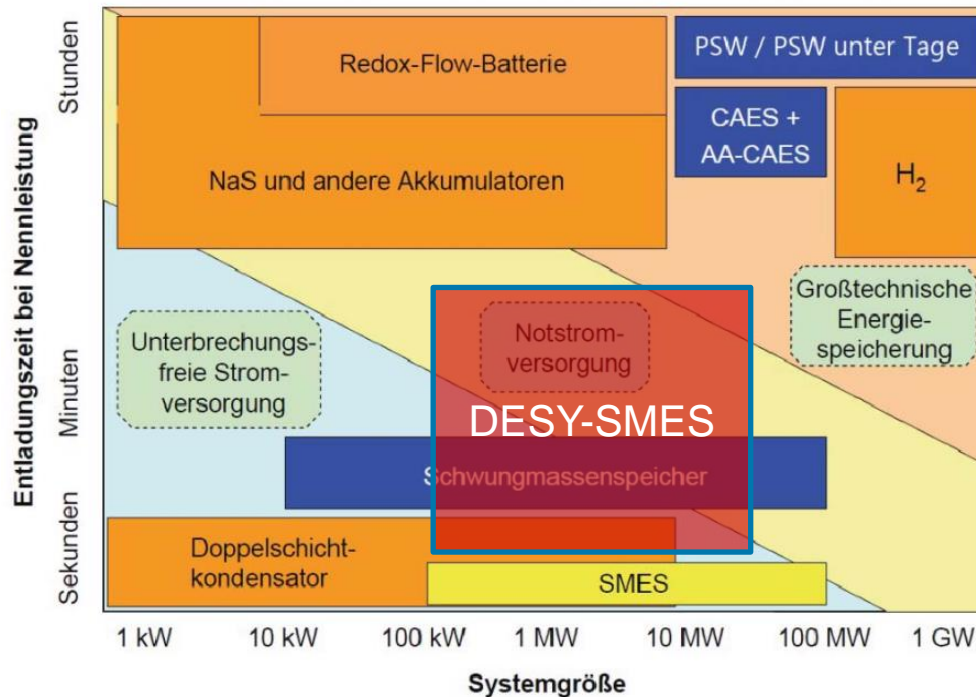 Entladungszeit bei Nennleistung
Stunden
Minuten
Sekunden
Redox-Flow-Batterie
PSW / PSW unter Tage
NaS und andere Akkumulatoren
CAES +
AA-CAES
H₂
Unterbrechungs-
freie Strom-
versorgung
Notstrom-
versorgung
Großtechnische
Energie-
speicherung
DESY-SMES
Schwungmassenspeicher
Doppelschicht-
kondensator
SMES
1 kW 10 kW 100 kW 1 MW 10 MW 100 MW 1 GW
Systemgröße